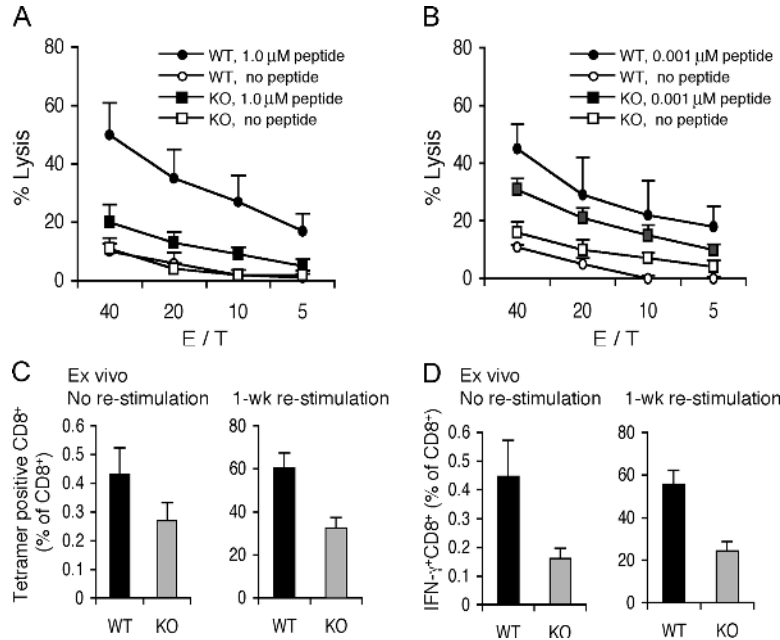 A
WT, 1.0 μM peptide
WT, no peptide
KO, 1.0 μM peptide
KO, no peptide
% Lysis
80
60
40
20
0
40 20 10 5
E / T
B
WT, 0.001 μM peptide
WT, no peptide
KO, 0.001 μM peptide
KO, no peptide
% Lysis
80
60
40
20
0
40 20 10 5
E / T
C
Ex vivo
No re-stimulation
1-wk re-stimulation
Tetramer positive CD8⁺
(% of CD8⁺)
0.6
0.5
0.4
0.3
0.2
0.1
0
WT KO
80
60
40
20
0
WT KO
D
Ex vivo
No re-stimulation
1-wk re-stimulation
IFN-γ⁺CD8⁺ (% of CD8⁺)
0.6
0.5
0.4
0.3
0.2
0.1
0
WT KO
80
60
40
20
0
WT KO